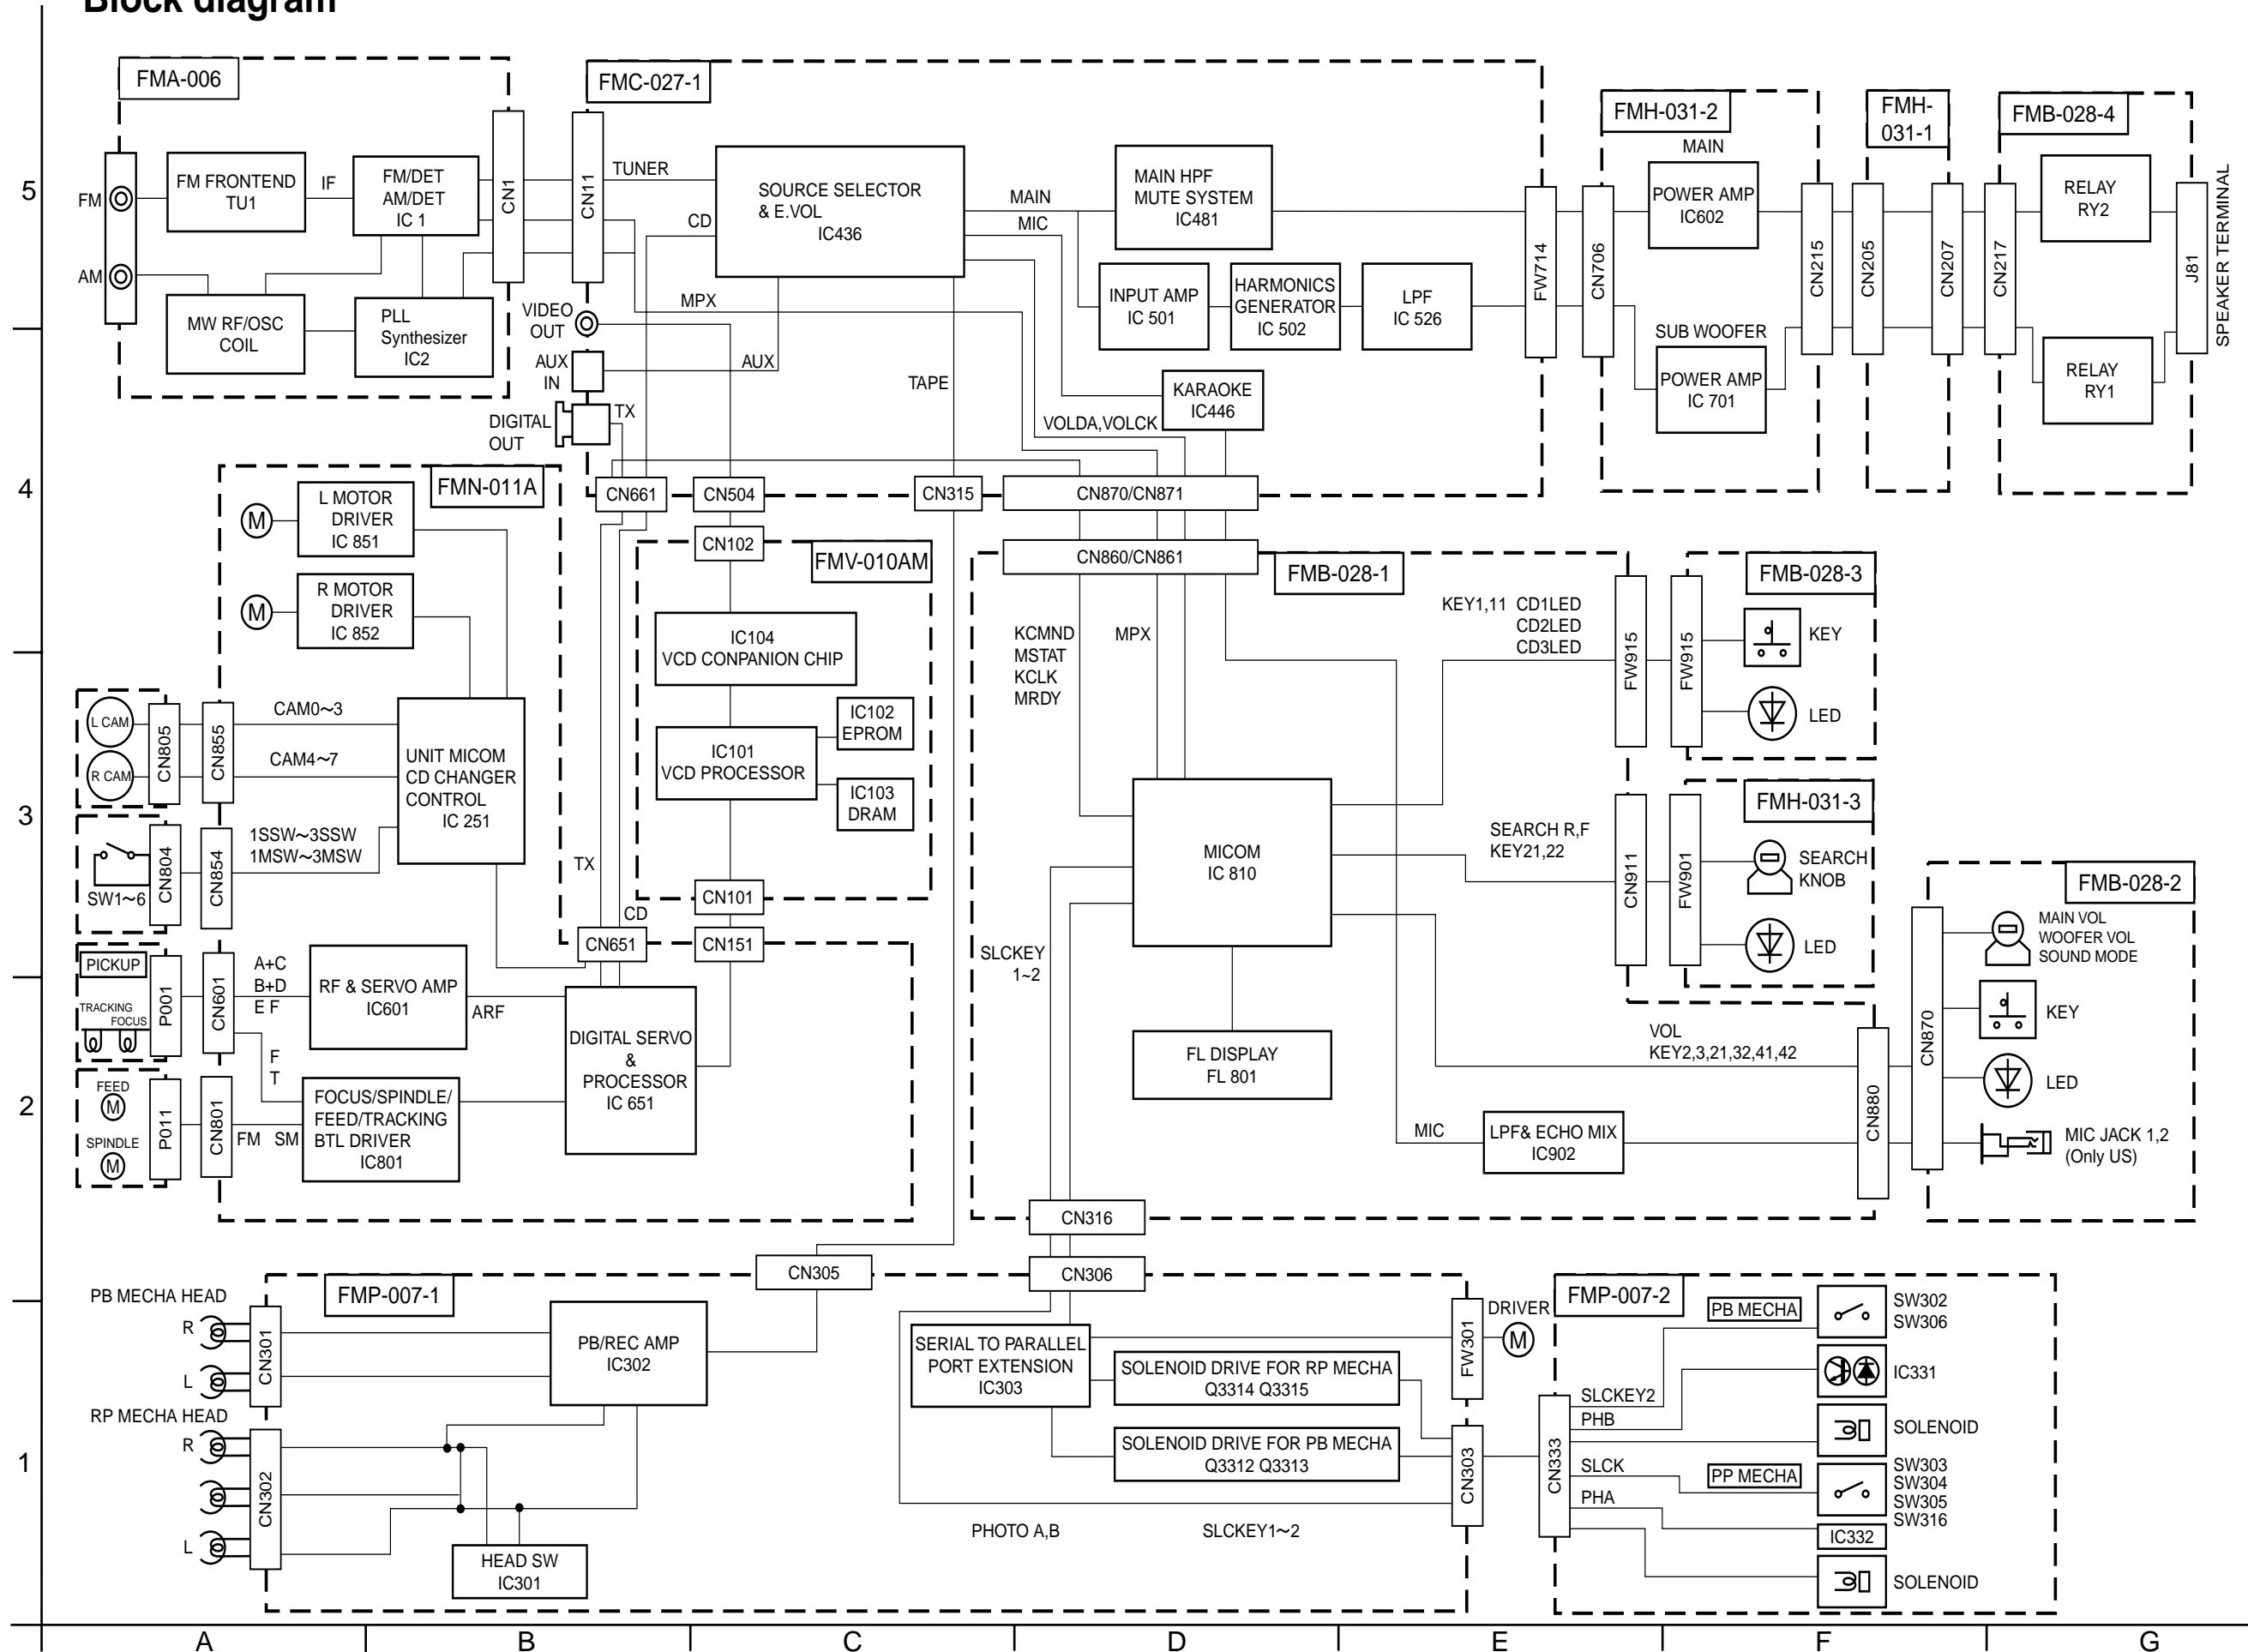 Block diagram
FMA-006
FM
AM
FM FRONTEND
TU1
IF
FM/DET
AM/DET
IC 1
MW RF/OSC
COIL
PLL
Synthesizer
IC2
CN1
FMC-027-1
CN11
TUNER
CD
SOURCE SELECTOR
& E.VOL
IC436
MPX
VIDEO
OUT
AUX
IN
AUX
TX
DIGITAL
OUT
TAPE
MAIN
MIC
MAIN HPF
MUTE SYSTEM
IC481
INPUT AMP
IC 501
HARMONICS
GENERATOR
IC 502
LPF
IC 526
KARAOKE
IC446
VOLDA,VOLCK
FW714
CN661
CN504
CN315
CN870/CN871
FMH-031-2
MAIN
CN706
POWER AMP
IC602
SUB WOOFER
POWER AMP
IC 701
CN215
FMH-
031-1
CN205
CN207
FMB-028-4
CN217
RELAY
RY2
RELAY
RY1
J81
SPEAKER TERMINAL
FMN-011A
M
L MOTOR
DRIVER
IC 851
M
R MOTOR
DRIVER
IC 852
L CAM
R CAM
CN805
CN855
CAM0~3
CAM4~7
UNIT MICOM
CD CHANGER
CONTROL
IC 251
SW1~6
CN804
CN854
1SSW~3SSW
1MSW~3MSW
TX
CD
CN651
CN151
PICKUP
TRACKING
FOCUS
P001
CN601
A+C
B+D
E F
RF & SERVO AMP
IC601
ARF
F
T
FEED
M
SPINDLE
M
P011
CN801
FM SM
FOCUS/SPINDLE/
FEED/TRACKING
BTL DRIVER
IC801
DIGITAL SERVO
&
PROCESSOR
IC 651
CN102
FMV-010AM
IC104
VCD CONPANION CHIP
IC101
VCD PROCESSOR
IC102
EPROM
IC103
DRAM
CN101
CN860/CN861
FMB-028-1
KCMND
MSTAT
KCLK
MRDY
MPX
KEY1,11 CD1LED
CD2LED
CD3LED
MICOM
IC 810
SEARCH R,F
KEY21,22
SLCKEY
1~2
FL DISPLAY
FL 801
VOL
KEY2,3,21,32,41,42
MIC
LPF& ECHO MIX
IC902
FW915
CN911
CN880
CN316
FMB-028-3
FW915
KEY
LED
FMH-031-3
FW901
SEARCH
KNOB
LED
FMB-028-2
CN870
MAIN VOL
WOOFER VOL
SOUND MODE
KEY
LED
MIC JACK 1,2
(Only US)
CN305
CN306
FMP-007-1
PB MECHA HEAD
R
L
CN301
RP MECHA HEAD
R
L
CN302
PB/REC AMP
IC302
HEAD SW
IC301
SERIAL TO PARALLEL
PORT EXTENSION
IC303
SOLENOID DRIVE FOR RP MECHA
Q3314 Q3315
SOLENOID DRIVE FOR PB MECHA
Q3312 Q3313
PHOTO A,B
SLCKEY1~2
FW301
DRIVER
M
CN303
FMP-007-2
CN333
PB MECHA
SW302
SW306
IC331
SLCKEY2
PHB
SOLENOID
SLCK
PP MECHA
SW303
SW304
SW305
SW316
PHA
IC332
SOLENOID
5
4
3
2
1
A
B
C
D
E
F
G